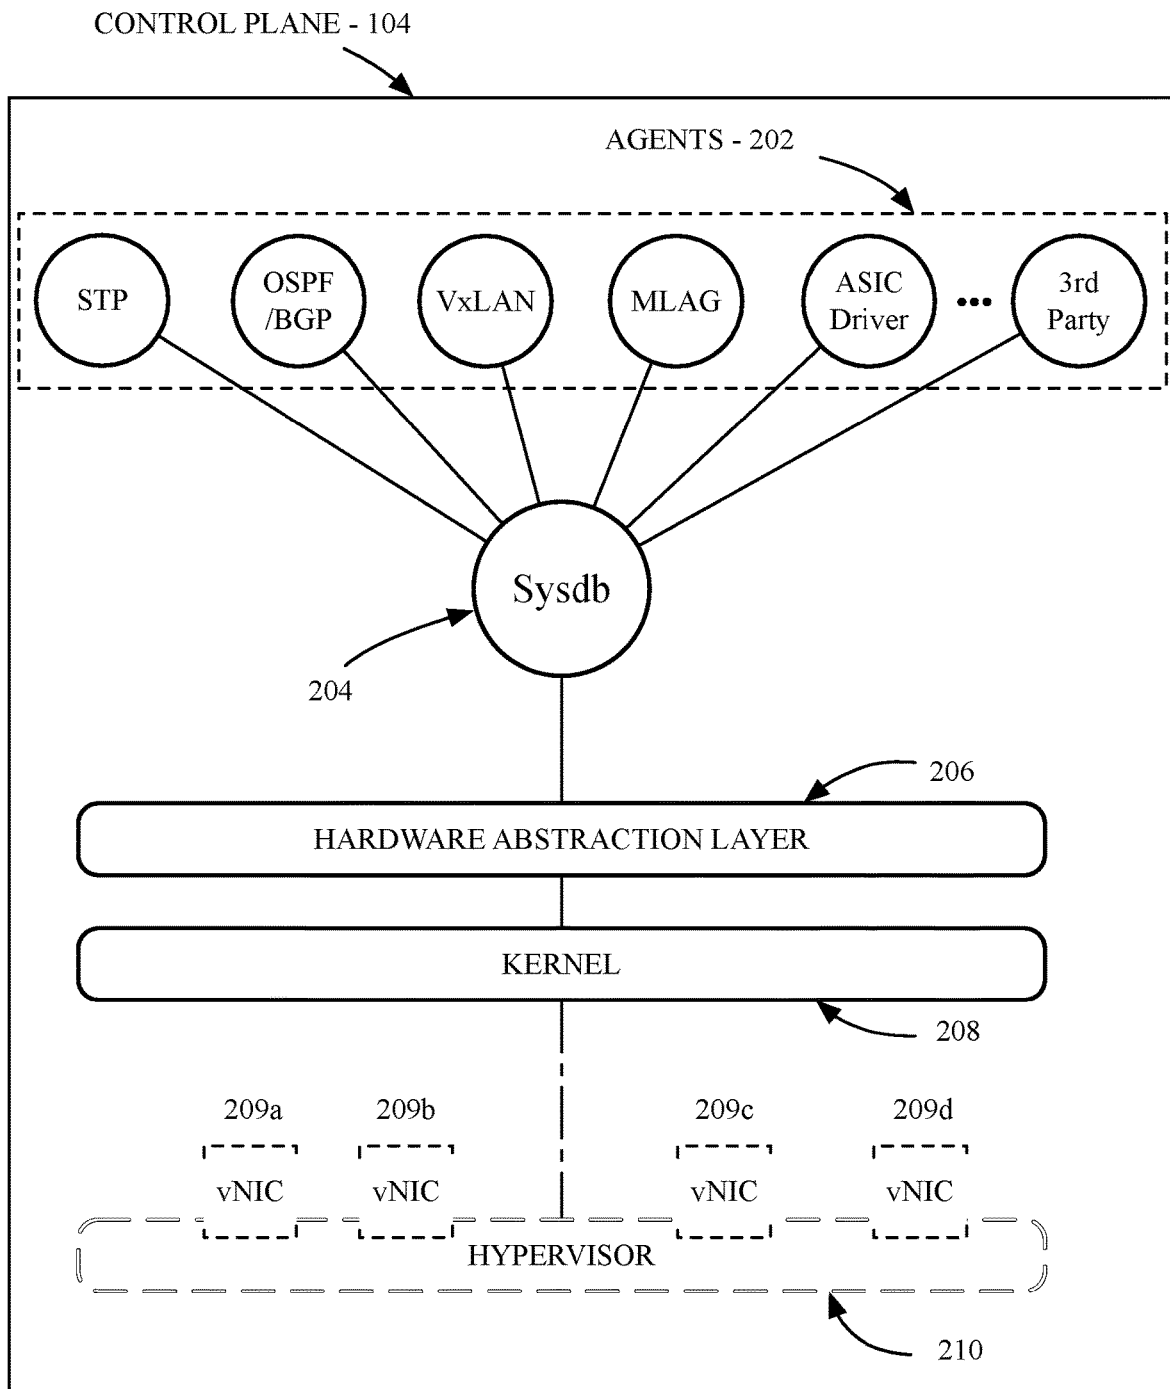 CONTROL PLANE - 104
AGENTS - 202
STP
OSPF
/BGP
VxLAN
MLAG
ASIC
Driver
•••
3rd
Party
Sysdb
204
206
HARDWARE ABSTRACTION LAYER
KERNEL
208
209a
209b
209c
209d
vNIC
vNIC
vNIC
vNIC
HYPERVISOR
210